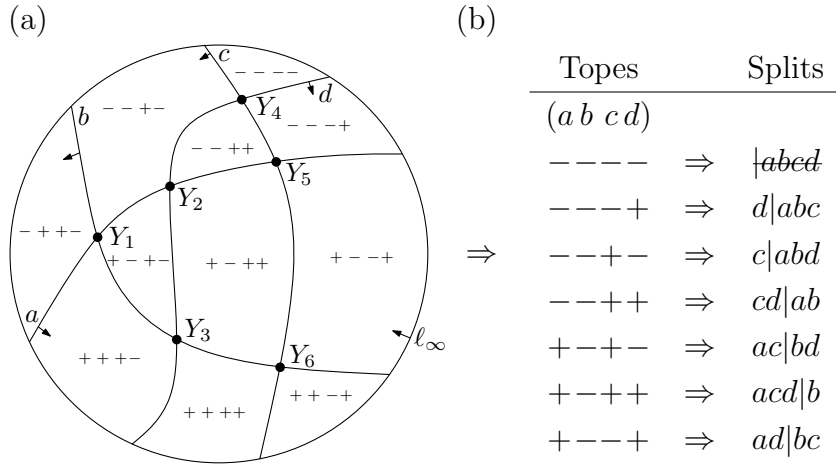 (a)
(b)
c
− − − −
d
Y₄
− − + −
− − − +
b
− − + +
Y₅
Y₂
− + + −
Y₁
+ − + −
+ − + +
+ − − +
a
Y₃
ℓ∞
+ + + −
Y₆
+ + − +
+ + + +
⇒
Topes Splits
(a b c d)
− − − − ⇒ |abcd
− − − + ⇒ d|abc
− − + − ⇒ c|abd
− − + + ⇒ cd|ab
+ − + − ⇒ ac|bd
+ − + + ⇒ acd|b
+ − − + ⇒ ad|bc